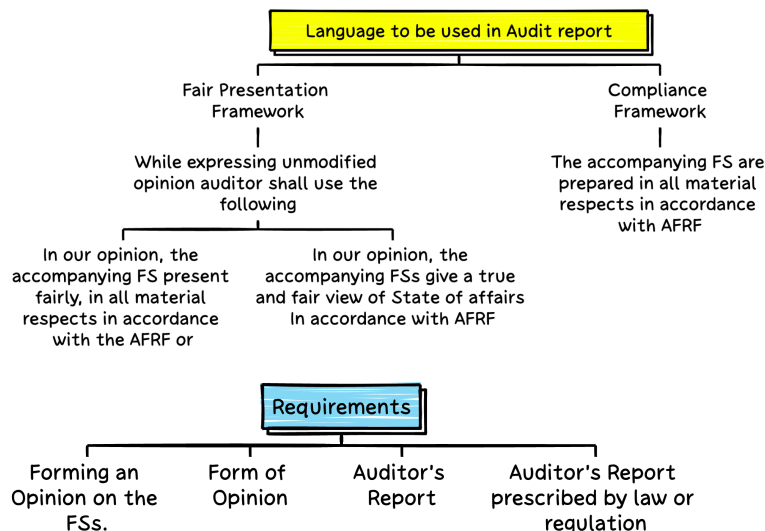 Language to be used in Audit report
Fair Presentation
Framework
Compliance
Framework
While expressing unmodified
opinion auditor shall use the
following
The accompanying FS are
prepared in all material
respects in accordance
with AFRF
In our opinion, the
accompanying FS present
fairly, in all material
respects in accordance
with the AFRF or
In our opinion, the
accompanying FSs give a true
and fair view of State of affairs
In accordance with AFRF
Requirements
Forming an
Opinion on the
FSs.
Form of
Opinion
Auditor's
Report
Auditor's Report
prescribed by law or
regulation